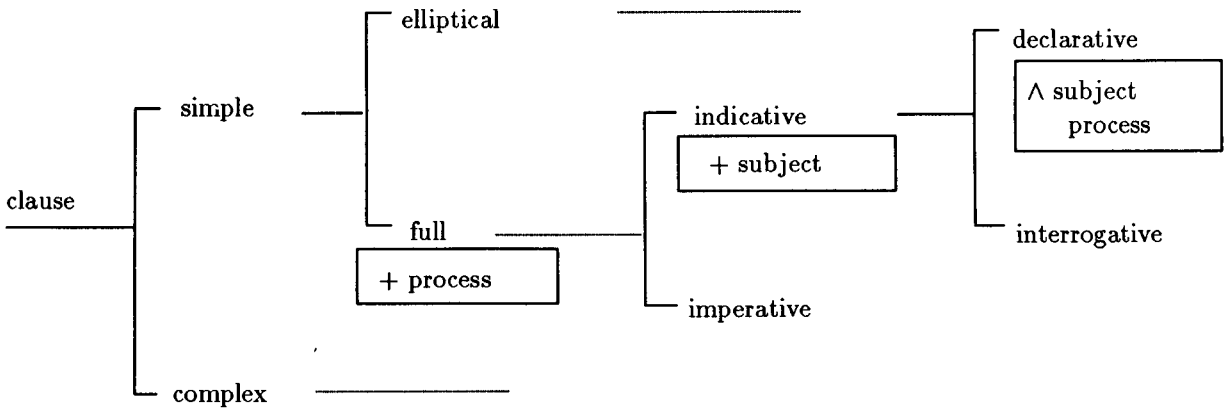 elliptical
declarative
∧ subject
process
simple
indicative
+ subject
clause
full
+ process
interrogative
imperative
complex